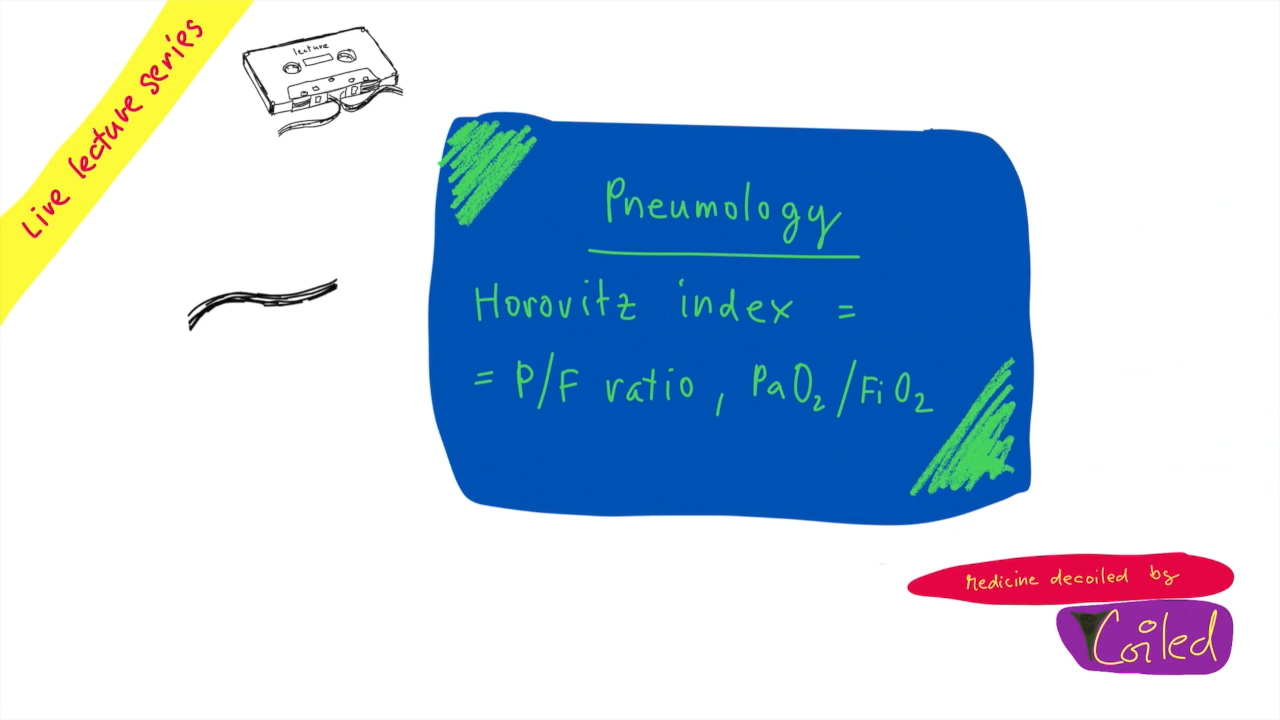 Live lecture series
lecture
Pneumology
Horovitz index =
= P/F ratio, PaO₂/FiO₂
Medicine decoiled by
Coiled